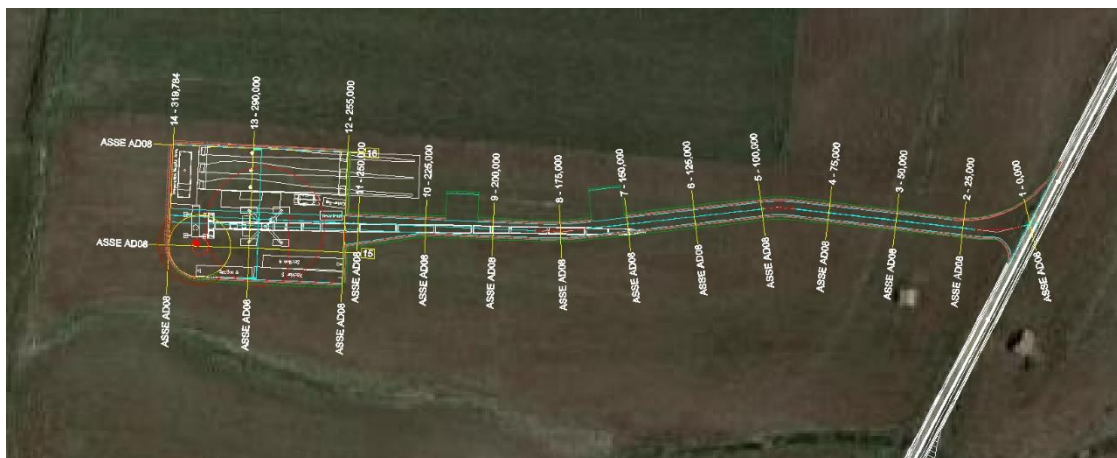 14 - 319,784
13 - 290,000
12 - 255,000
11 - 250,000
10 - 225,000
9 - 200,000
8 - 175,000
7 - 150,000
6 - 125,000
5 - 100,000
4 - 75,000
3 - 50,000
2 - 25,000
1 - 0,000
ASSE AD08
16
ASSE AD08
15
ASSE AD08
ASSE AD08
ASSE AD08
ASSE AD08
ASSE AD08
ASSE AD08
ASSE AD08
ASSE AD08
ASSE AD08
ASSE AD08
ASSE AD08
ASSE AD08
ASSE AD08
ASSE AD08